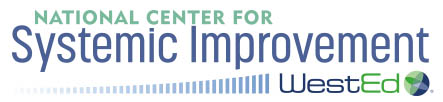 NATIONAL CENTER FOR
Systemic Improvement
WestEd